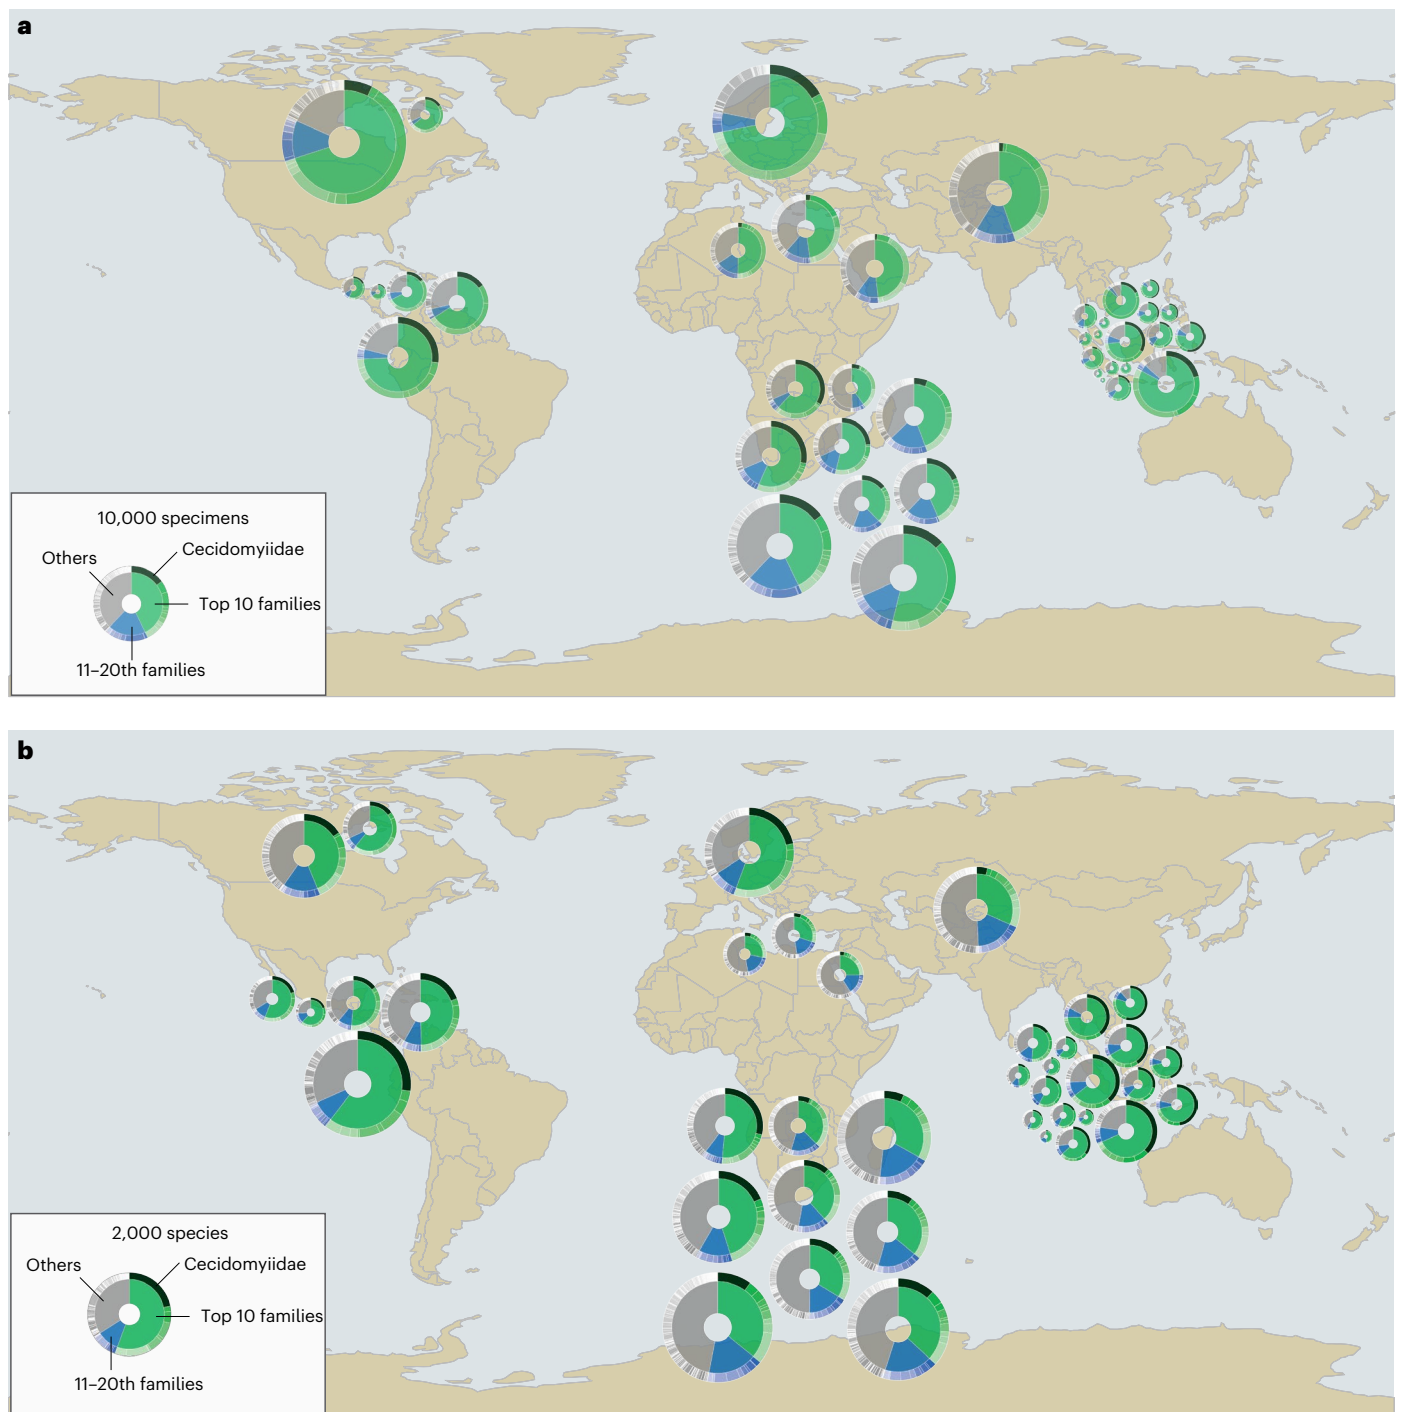 a
10,000 specimens
Others
Cecidomyiidae
Top 10 families
11–20th families
b
2,000 species
Others
Cecidomyiidae
Top 10 families
11–20th families